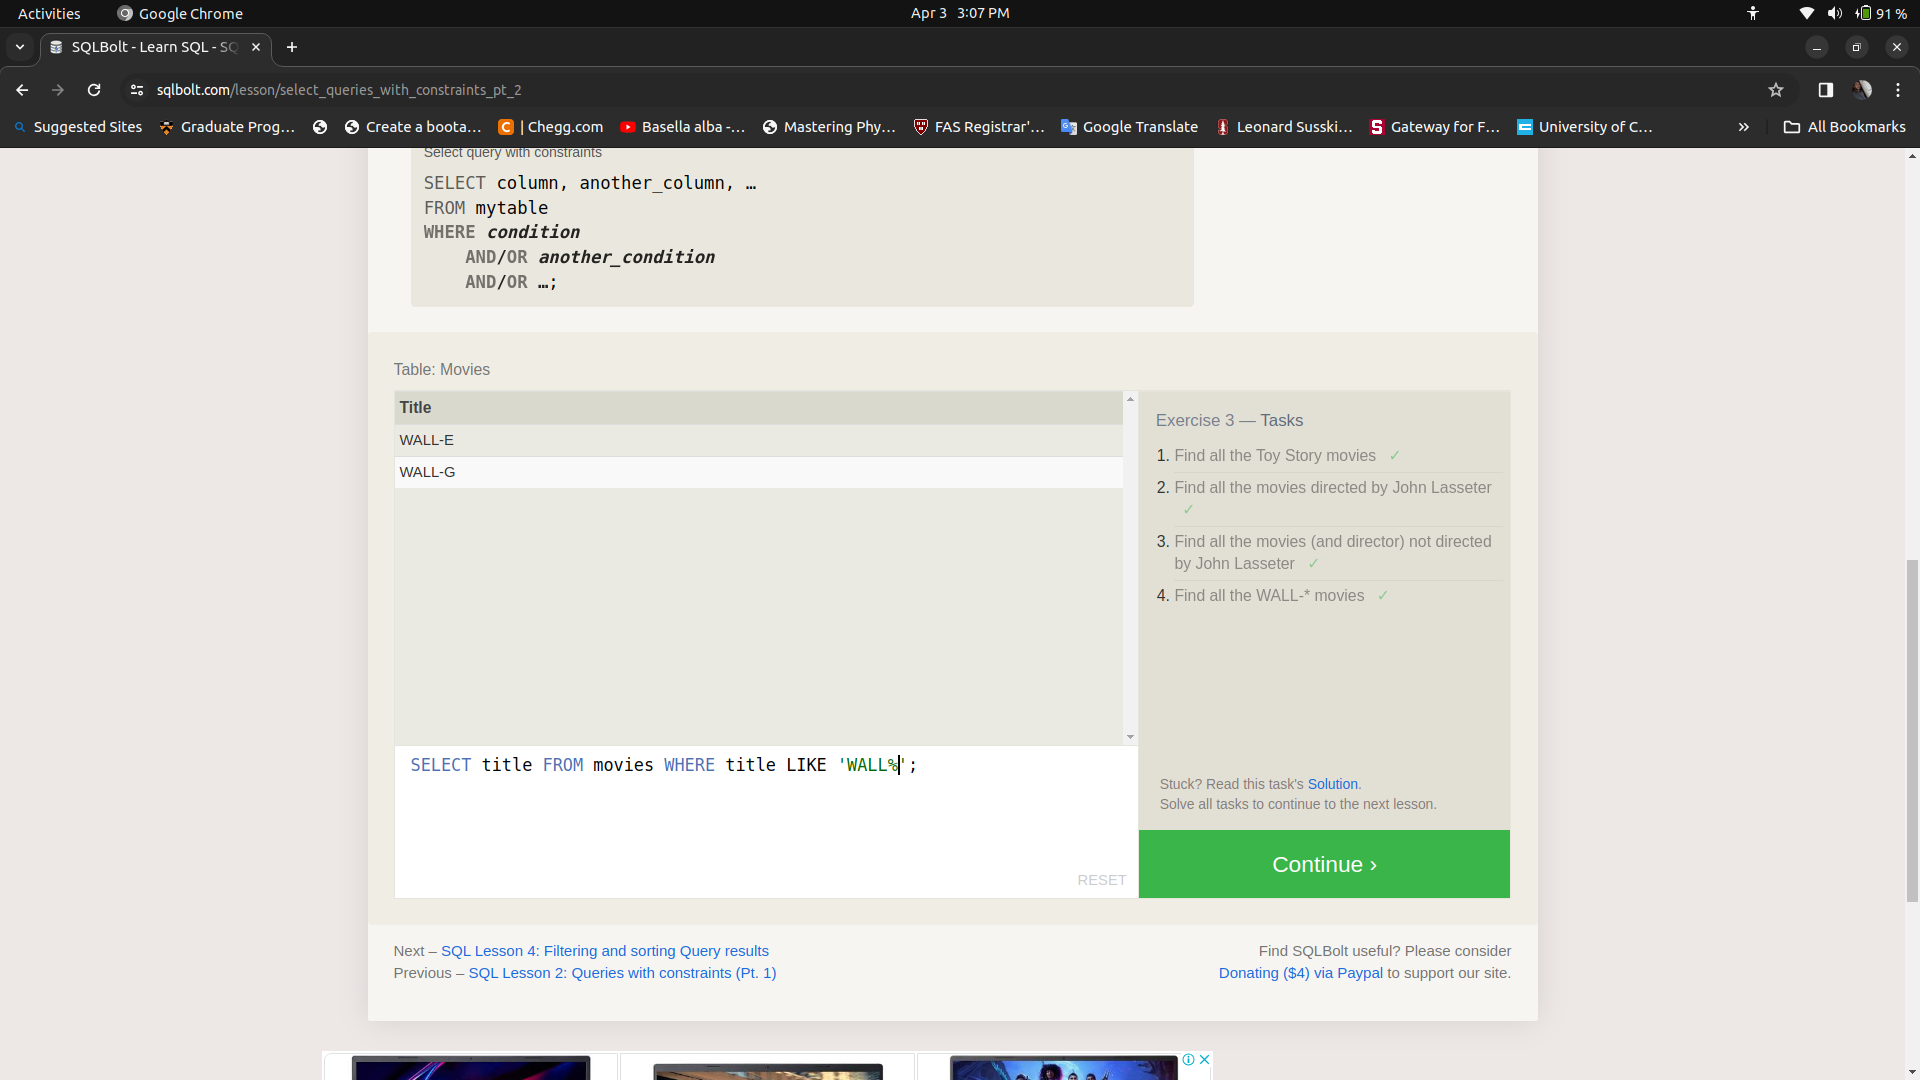 Activities Google Chrome Apr 3 3:07 PM 91 %
SQLBolt - Learn SQL - SQ
sqlbolt.com/lesson/select_queries_with_constraints_pt_2
Suggested Sites Graduate Prog... Create a boota... | Chegg.com Basella alba -... Mastering Phy... FAS Registrar'... Google Translate Leonard Susski... Gateway for F... University of C... » All Bookmarks
Select query with constraints
SELECT column, another_column, …
FROM mytable
WHERE condition
AND/OR another_condition
AND/OR …;
Table: Movies
Title
WALL-E
WALL-G
SELECT title FROM movies WHERE title LIKE 'WALL%';
RESET
Exercise 3 — Tasks
1. Find all the Toy Story movies ✓
2. Find all the movies directed by John Lasseter
✓
3. Find all the movies (and director) not directed
by John Lasseter ✓
4. Find all the WALL-* movies ✓
Stuck? Read this task's Solution.
Solve all tasks to continue to the next lesson.
Continue ›
Next – SQL Lesson 4: Filtering and sorting Query results
Previous – SQL Lesson 2: Queries with constraints (Pt. 1)
Find SQLBolt useful? Please consider
Donating ($4) via Paypal to support our site.